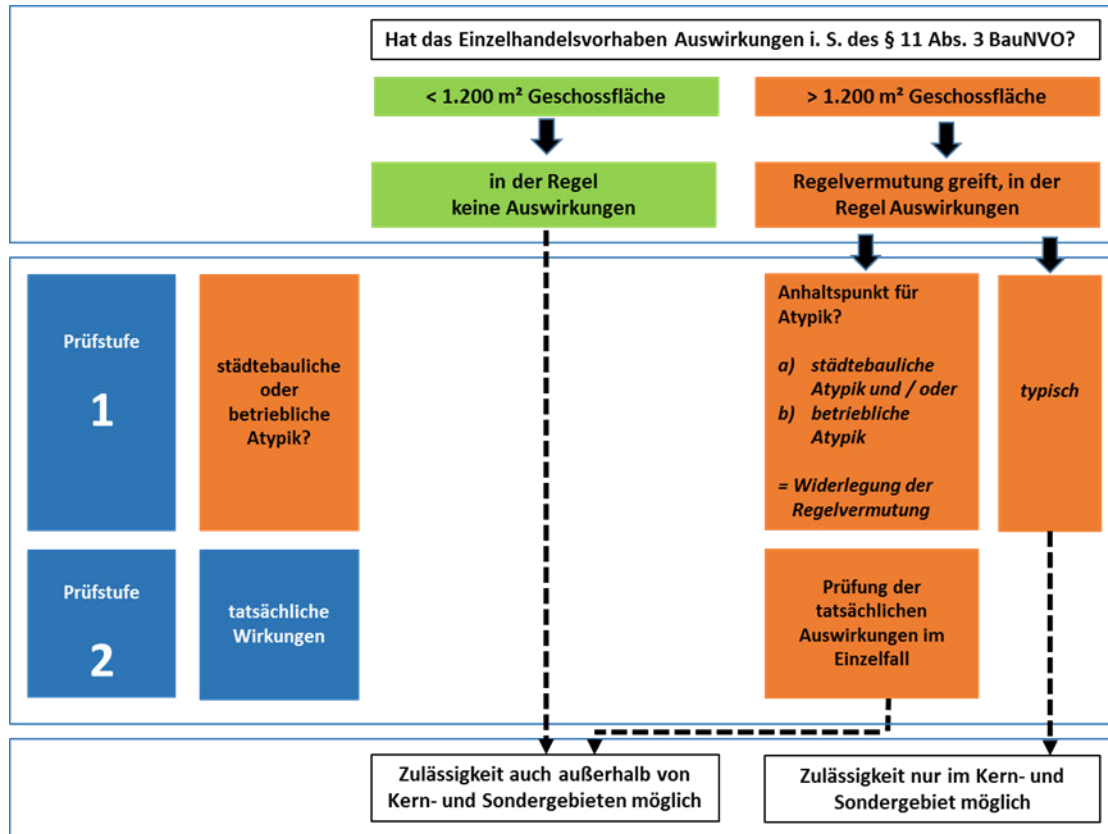 Hat das Einzelhandelsvorhaben Auswirkungen i. S. des § 11 Abs. 3 BauNVO?
< 1.200 m² Geschossfläche
> 1.200 m² Geschossfläche
in der Regel
keine Auswirkungen
Regelvermutung greift, in der
Regel Auswirkungen
Prüfstufe
1
städtebauliche
oder
betriebliche
Atypik?
Anhaltspunkt für
Atypik?
a) städtebauliche
Atypik und / oder
b) betriebliche
Atypik
= Widerlegung der
Regelvermutung
typisch
Prüfstufe
2
tatsächliche
Wirkungen
Prüfung der
tatsächlichen
Auswirkungen im
Einzelfall
Zulässigkeit auch außerhalb von
Kern- und Sondergebieten möglich
Zulässigkeit nur im Kern- und
Sondergebiet möglich